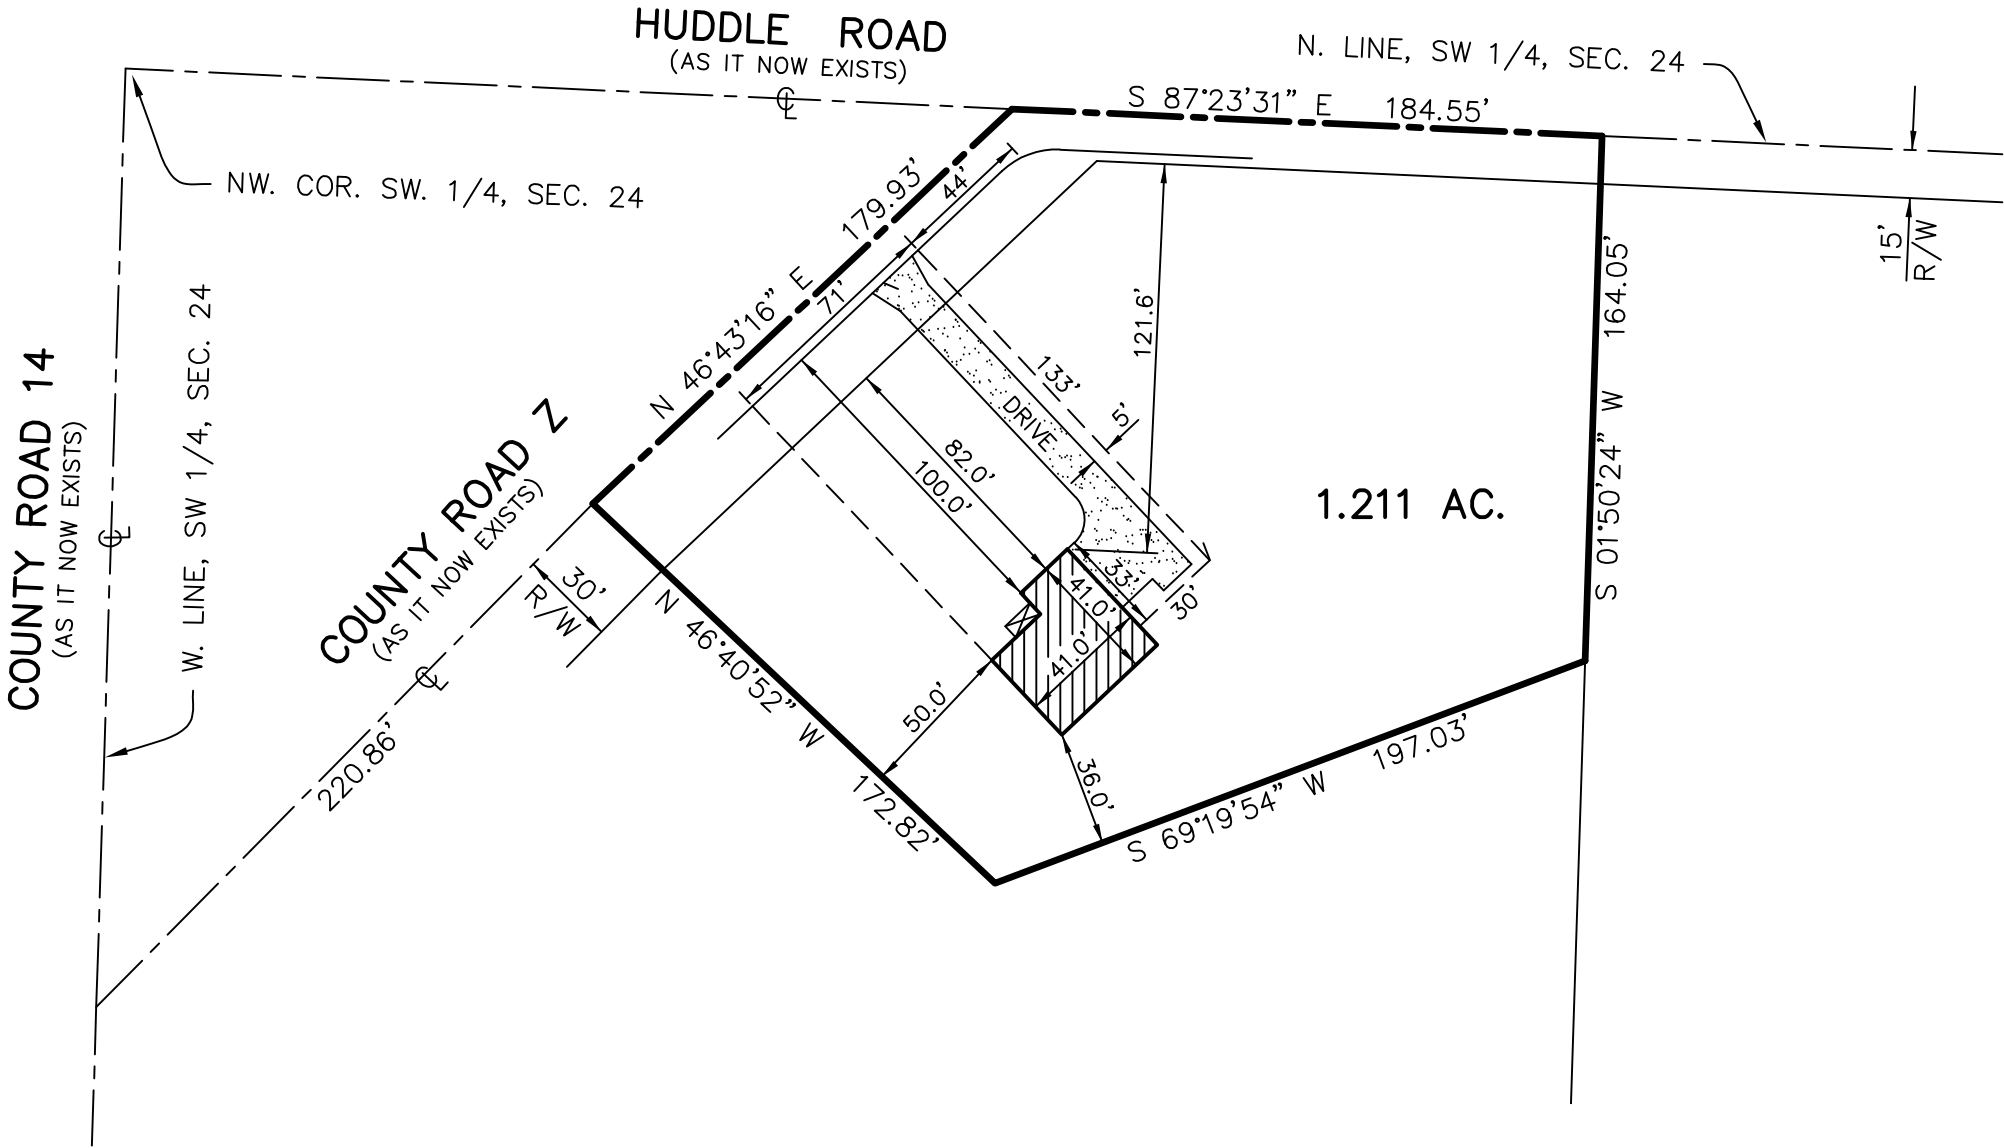 HUDDLE ROAD
(AS IT NOW EXISTS)
℄
N. LINE, SW 1/4, SEC. 24
S 87°23'31" E 184.55'
NW. COR. SW. 1/4, SEC. 24
179.93'
44'
N 46°43'16" E
71'
15'
R/W
121.6'
S 01°50'24" W 164.05'
W. LINE, SW 1/4, SEC. 24
COUNTY ROAD 14
(AS IT NOW EXISTS)
℄
COUNTY ROAD Z
(AS IT NOW EXISTS)
℄
133'
5'
DRIVE
82.0'
100.0'
1.211 AC.
30'
R/W
33'
41.0'
30'
41.0'
N 46°40'52" W 172.82'
50.0'
36.0'
220.86'
S 69°19'54" W 197.03'